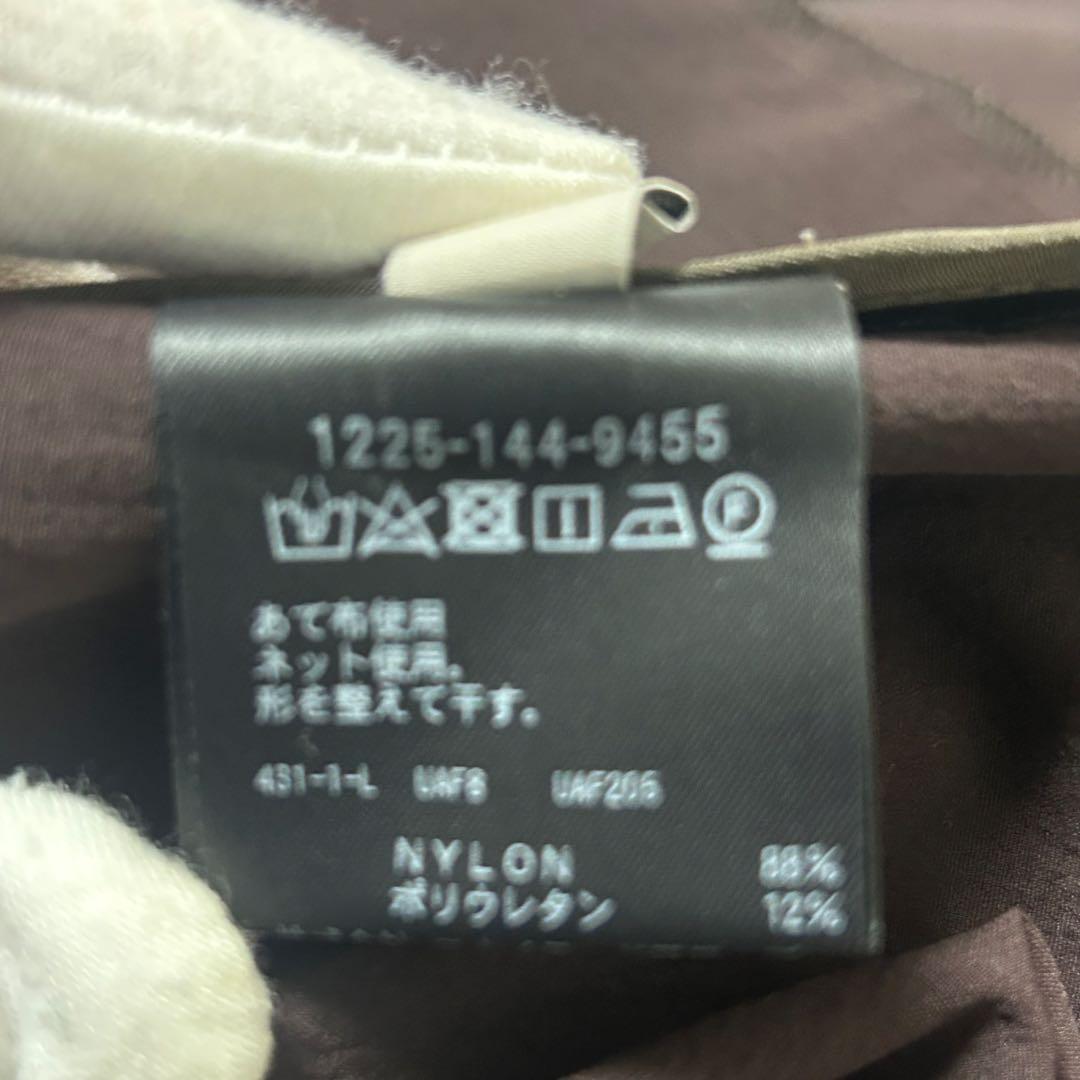 1225-144-9455
P
あて布使用
ネット使用.
形を整えて干す。
431-1-L UAF8 UAF206
NYLON 88%
ポリウレタン 12%